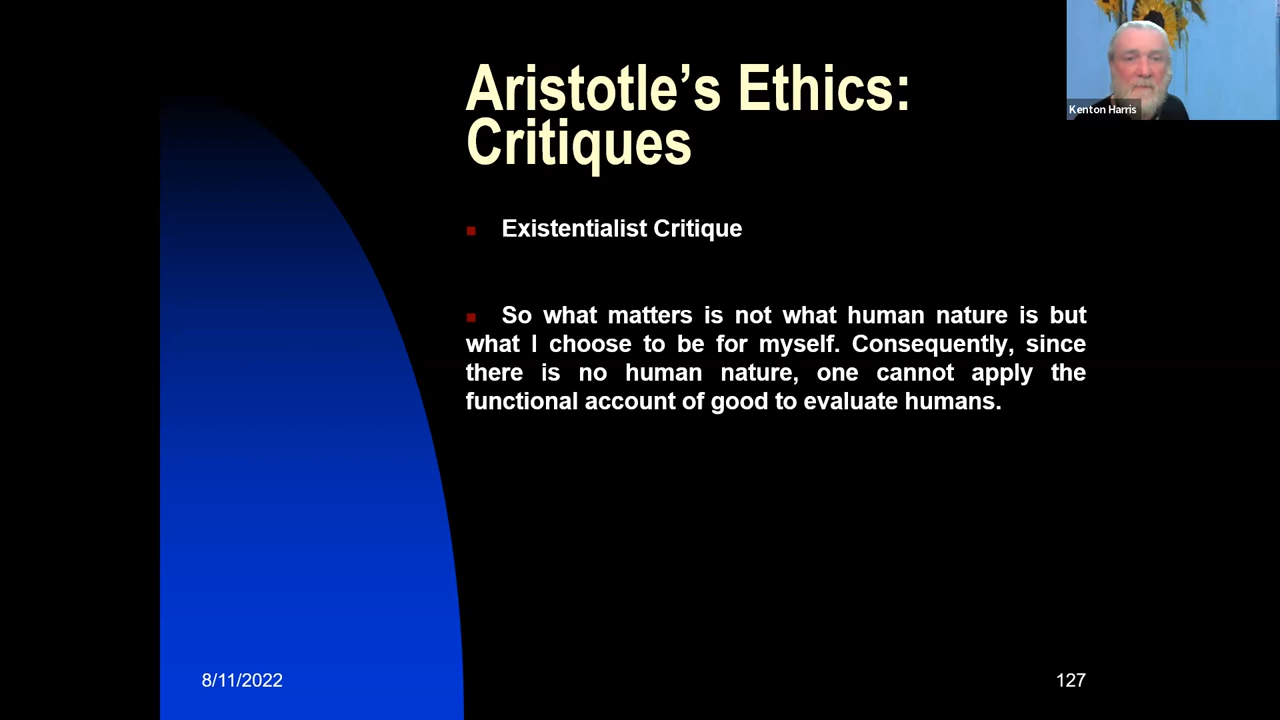 Aristotle’s Ethics:
Critiques
Kenton Harris
Existentialist Critique
So what matters is not what human nature is but
what I choose to be for myself. Consequently, since
there is no human nature, one cannot apply the
functional account of good to evaluate humans.
8/11/2022
127